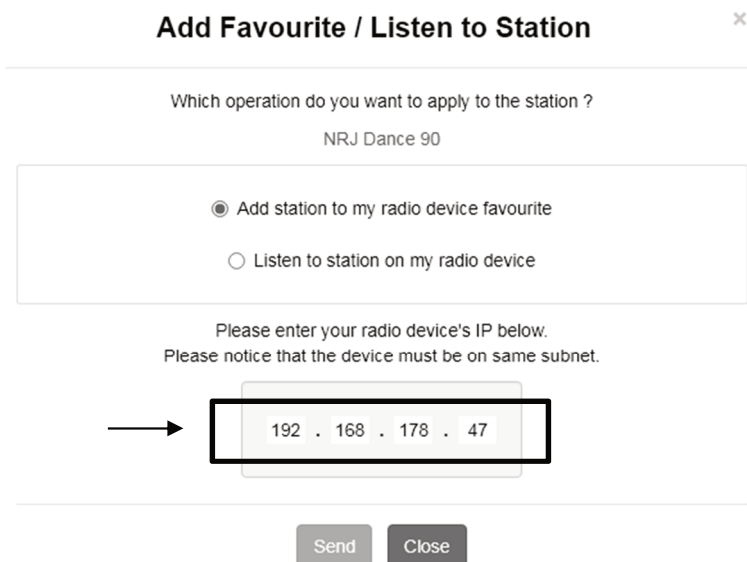 Add Favourite / Listen to Station
×
Which operation do you want to apply to the station ?
NRJ Dance 90
Add station to my radio device favourite
Listen to station on my radio device
Please enter your radio device's IP below.
Please notice that the device must be on same subnet.
192 . 168 . 178 . 47
Send Close